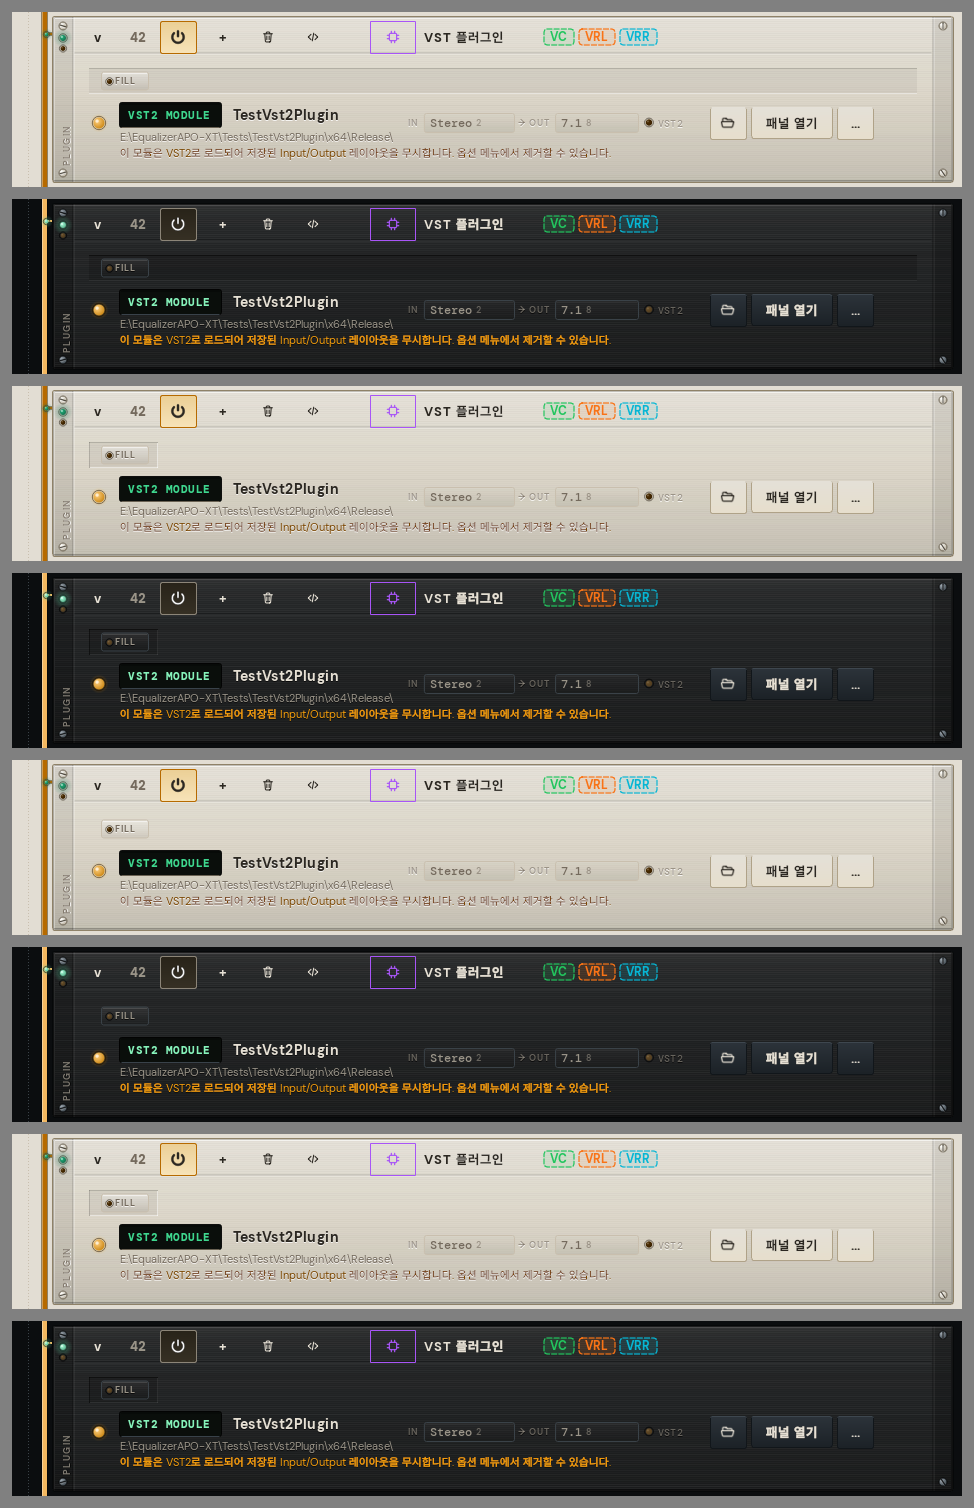 v 42 + VST 플러그인 VC VRL VRR
FILL
VST2 MODULE TestVst2Plugin IN Stereo 2 → OUT 7.1 8 VST2 패널 열기 ...
E:\EqualizerAPO-XT\Tests\TestVst2Plugin\x64\Release\
이 모듈은 VST2로 로드되어 저장된 Input/Output 레이아웃을 무시합니다. 옵션 메뉴에서 제거할 수 있습니다.
PLUGIN
v 42 + VST 플러그인 VC VRL VRR
FILL
VST2 MODULE TestVst2Plugin IN Stereo 2 → OUT 7.1 8 VST2 패널 열기 ...
E:\EqualizerAPO-XT\Tests\TestVst2Plugin\x64\Release\
이 모듈은 VST2로 로드되어 저장된 Input/Output 레이아웃을 무시합니다. 옵션 메뉴에서 제거할 수 있습니다.
PLUGIN
v 42 + VST 플러그인 VC VRL VRR
FILL
VST2 MODULE TestVst2Plugin IN Stereo 2 → OUT 7.1 8 VST2 패널 열기 ...
E:\EqualizerAPO-XT\Tests\TestVst2Plugin\x64\Release\
이 모듈은 VST2로 로드되어 저장된 Input/Output 레이아웃을 무시합니다. 옵션 메뉴에서 제거할 수 있습니다.
PLUGIN
v 42 + VST 플러그인 VC VRL VRR
FILL
VST2 MODULE TestVst2Plugin IN Stereo 2 → OUT 7.1 8 VST2 패널 열기 ...
E:\EqualizerAPO-XT\Tests\TestVst2Plugin\x64\Release\
이 모듈은 VST2로 로드되어 저장된 Input/Output 레이아웃을 무시합니다. 옵션 메뉴에서 제거할 수 있습니다.
PLUGIN
v 42 + VST 플러그인 VC VRL VRR
FILL
VST2 MODULE TestVst2Plugin IN Stereo 2 → OUT 7.1 8 VST2 패널 열기 ...
E:\EqualizerAPO-XT\Tests\TestVst2Plugin\x64\Release\
이 모듈은 VST2로 로드되어 저장된 Input/Output 레이아웃을 무시합니다. 옵션 메뉴에서 제거할 수 있습니다.
PLUGIN
v 42 + VST 플러그인 VC VRL VRR
FILL
VST2 MODULE TestVst2Plugin IN Stereo 2 → OUT 7.1 8 VST2 패널 열기 ...
E:\EqualizerAPO-XT\Tests\TestVst2Plugin\x64\Release\
이 모듈은 VST2로 로드되어 저장된 Input/Output 레이아웃을 무시합니다. 옵션 메뉴에서 제거할 수 있습니다.
PLUGIN
v 42 + VST 플러그인 VC VRL VRR
FILL
VST2 MODULE TestVst2Plugin IN Stereo 2 → OUT 7.1 8 VST2 패널 열기 ...
E:\EqualizerAPO-XT\Tests\TestVst2Plugin\x64\Release\
이 모듈은 VST2로 로드되어 저장된 Input/Output 레이아웃을 무시합니다. 옵션 메뉴에서 제거할 수 있습니다.
PLUGIN
v 42 + VST 플러그인 VC VRL VRR
FILL
VST2 MODULE TestVst2Plugin IN Stereo 2 → OUT 7.1 8 VST2 패널 열기 ...
E:\EqualizerAPO-XT\Tests\TestVst2Plugin\x64\Release\
이 모듈은 VST2로 로드되어 저장된 Input/Output 레이아웃을 무시합니다. 옵션 메뉴에서 제거할 수 있습니다.
PLUGIN